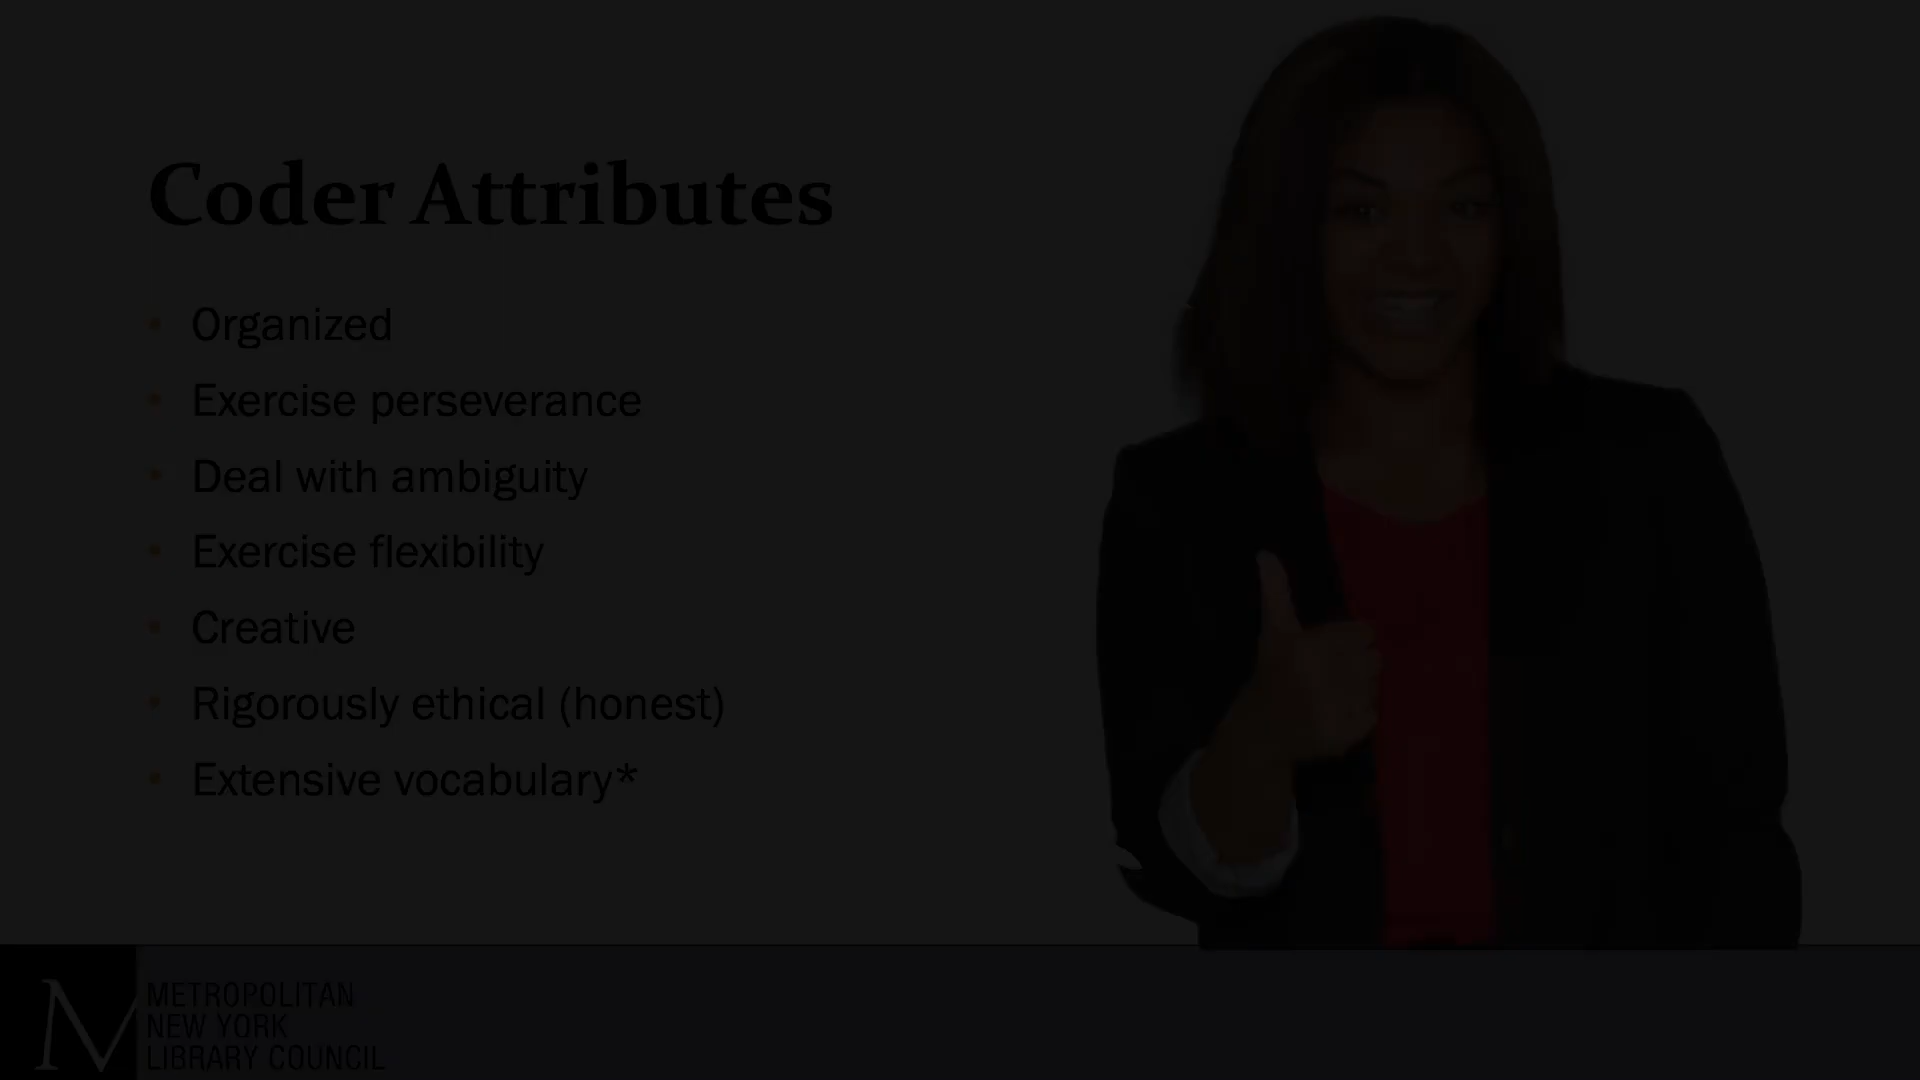 Coder Attributes
• Organized
• Exercise perseverance
• Deal with ambiguity
• Exercise flexibility
• Creative
• Rigorously ethical (honest)
• Extensive vocabulary*
M
METROPOLITAN
NEW YORK
LIBRARY COUNCIL